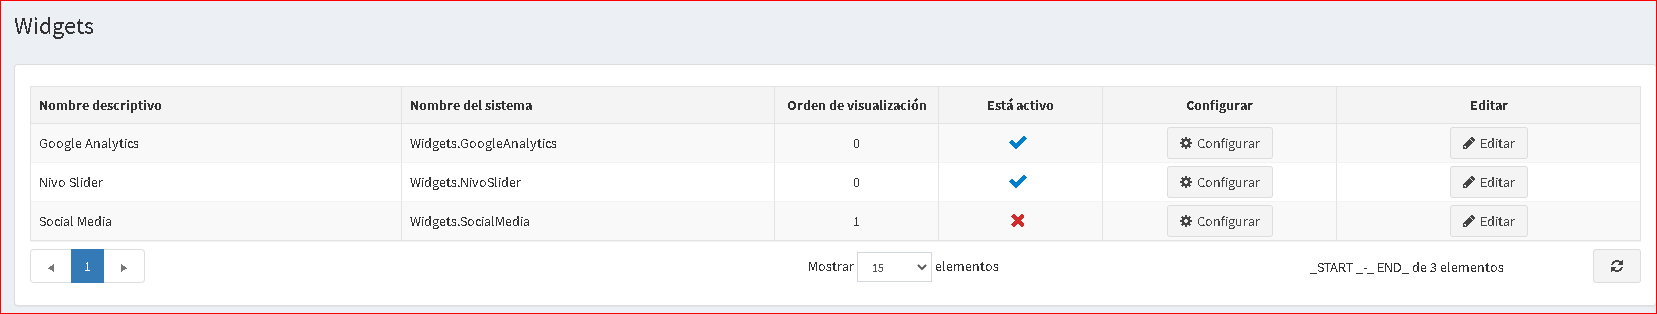 Widgets
Nombre descriptivo Nombre del sistema Orden de visualización Está activo Configurar Editar
Google Analytics Widgets.GoogleAnalytics 0 Configurar Editar
Nivo Slider Widgets.NivoSlider 0 Configurar Editar
Social Media Widgets.SocialMedia 1 Configurar Editar
1 Mostrar 15 elementos _START _-_ END_ de 3 elementos